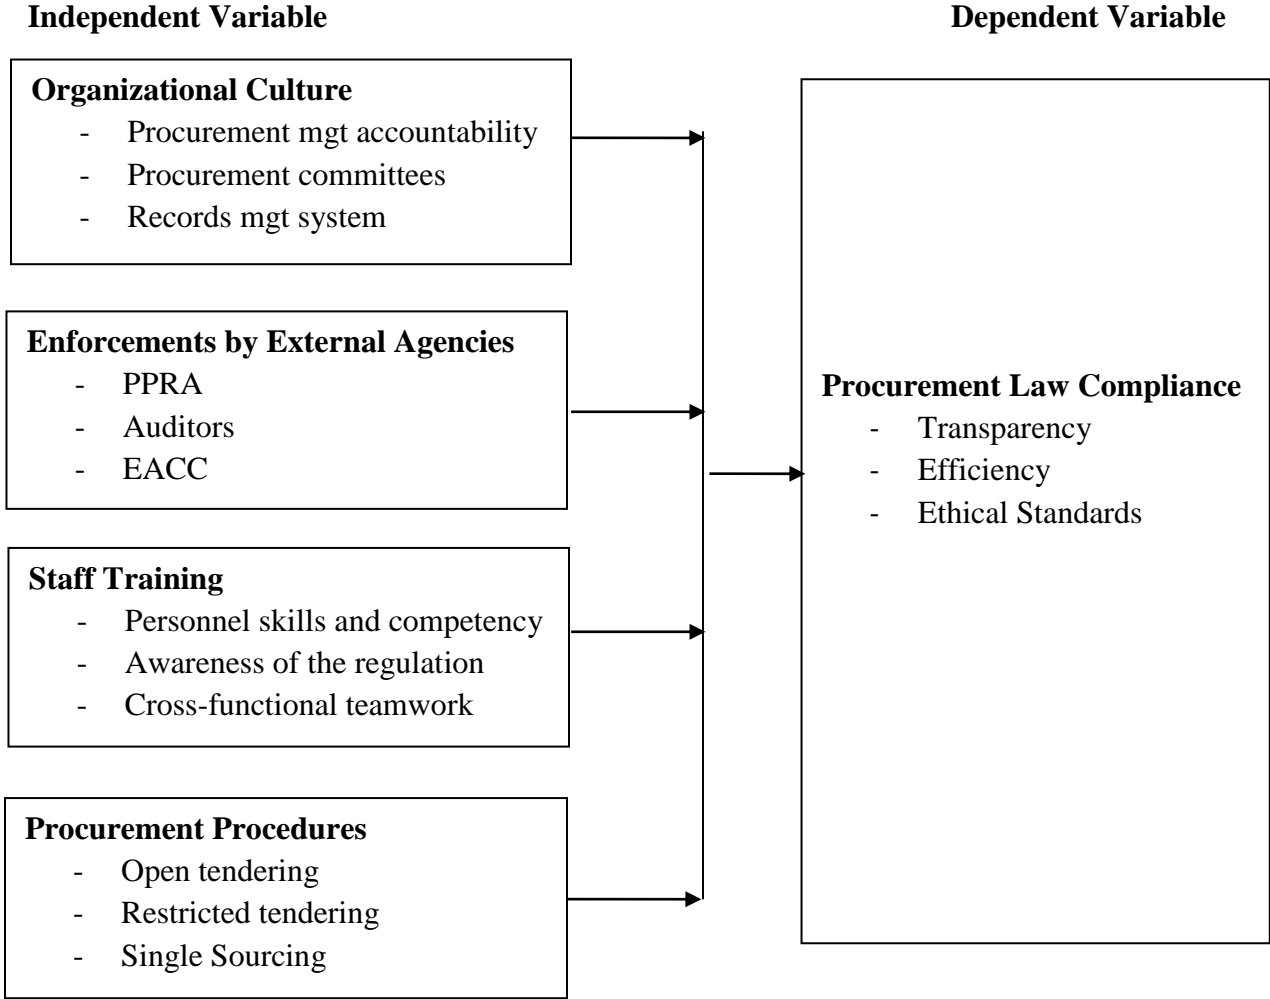 Independent Variable
Dependent Variable
Organizational Culture
- Procurement mgt accountability
- Procurement committees
- Records mgt system
Enforcements by External Agencies
- PPRA
- Auditors
- EACC
Staff Training
- Personnel skills and competency
- Awareness of the regulation
- Cross-functional teamwork
Procurement Procedures
- Open tendering
- Restricted tendering
- Single Sourcing
Procurement Law Compliance
- Transparency
- Efficiency
- Ethical Standards